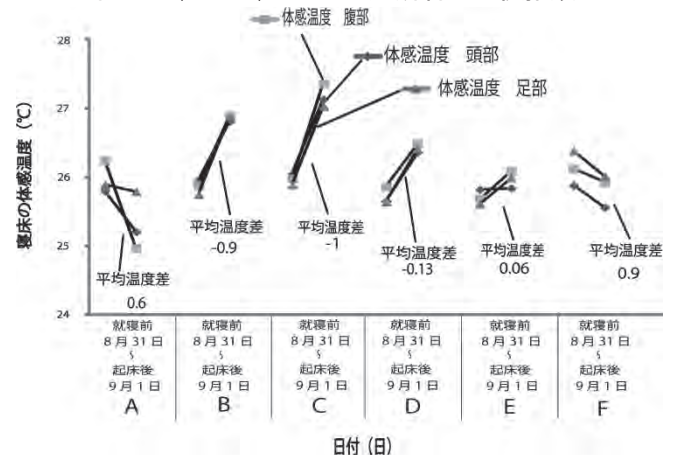 体感温度 腹部
体感温度 頭部
体感温度 足部
寝床の体感温度（℃）
28
27
26
25
24
平均温度差
0.6
平均温度差
-0.9
平均温度差
-1
平均温度差
-0.13
平均温度差
0.06
平均温度差
0.9
就寝前
8月31日
～
起床後
9月1日
A
就寝前
8月31日
～
起床後
9月1日
B
就寝前
8月31日
～
起床後
9月1日
C
就寝前
8月31日
～
起床後
9月1日
D
就寝前
8月31日
～
起床後
9月1日
E
就寝前
8月31日
～
起床後
9月1日
F
日付（日）